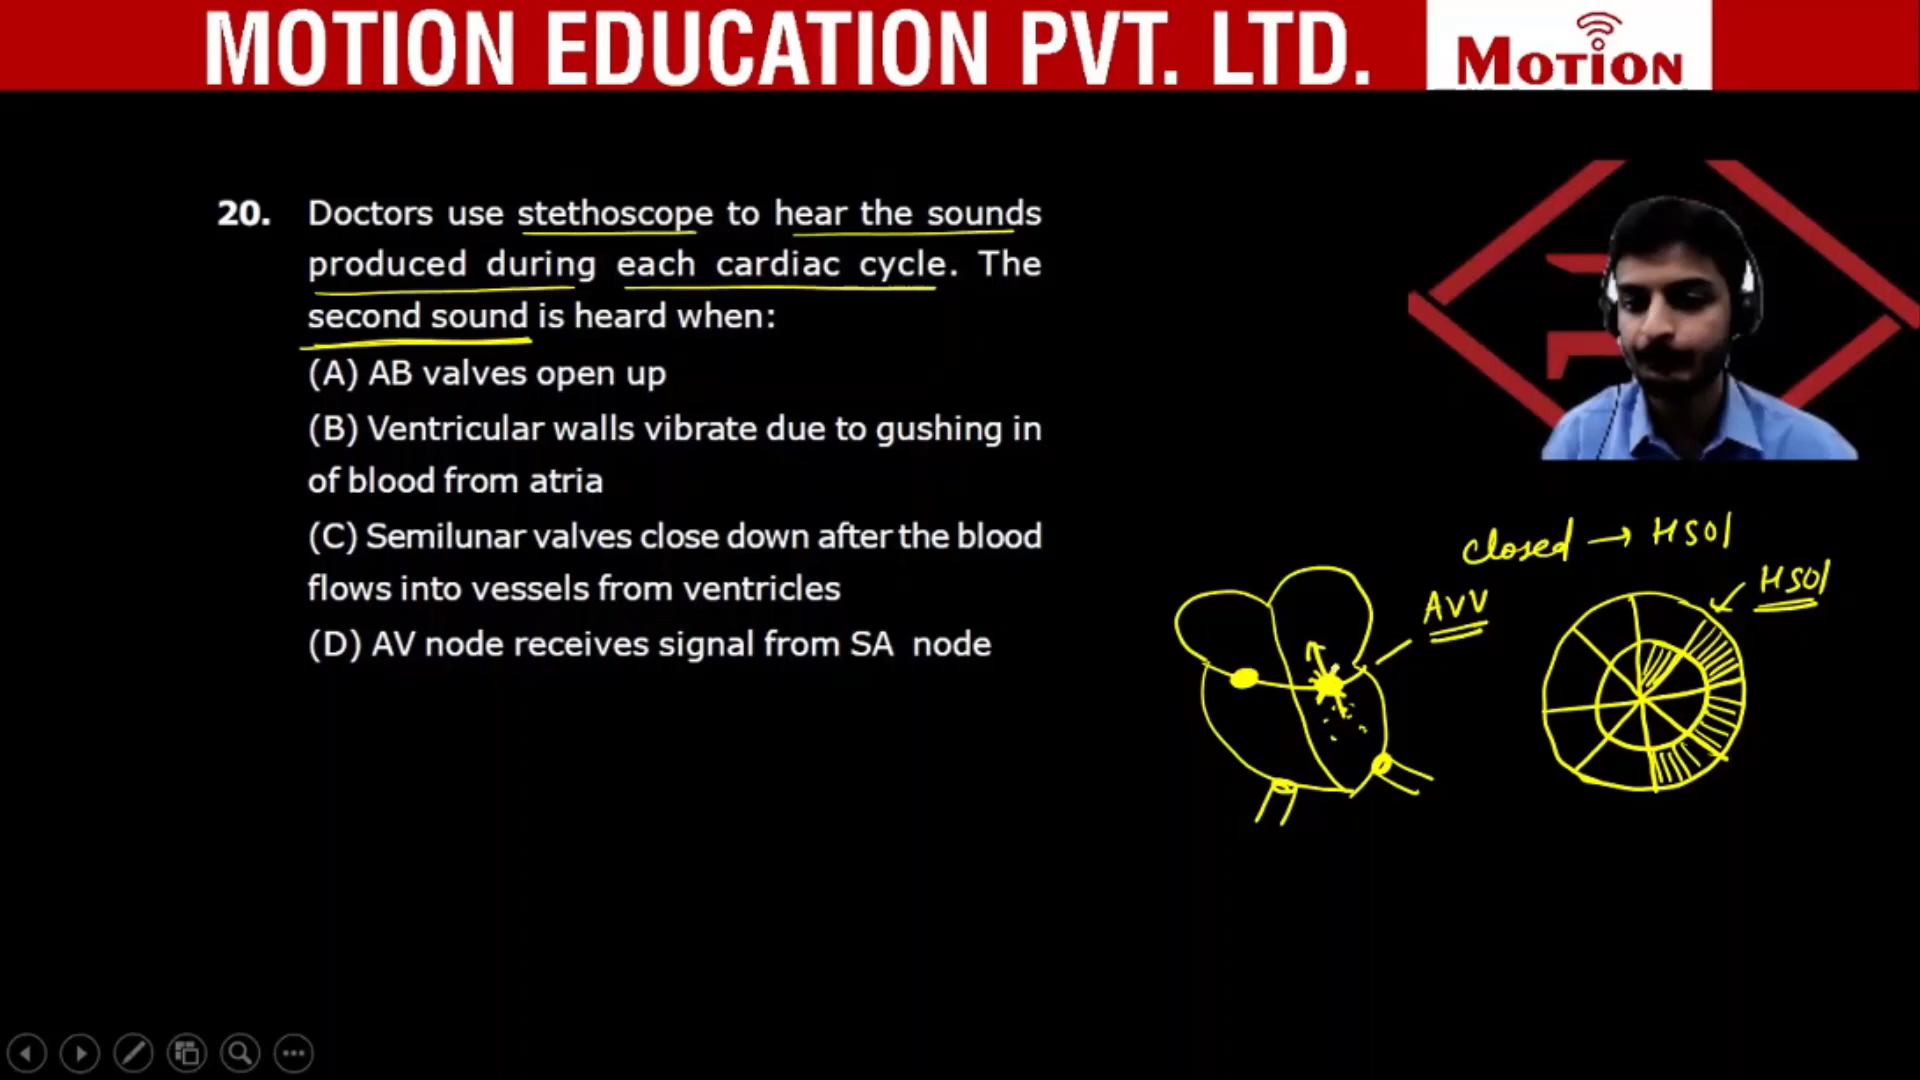 MOTION EDUCATION PVT. LTD.
MOTION
20. Doctors use stethoscope to hear the sounds
produced during each cardiac cycle. The
second sound is heard when:
(A) AB valves open up
(B) Ventricular walls vibrate due to gushing in
of blood from atria
(C) Semilunar valves close down after the blood
flows into vessels from ventricles
(D) AV node receives signal from SA node
closed → HSO1
AVV
HSO1